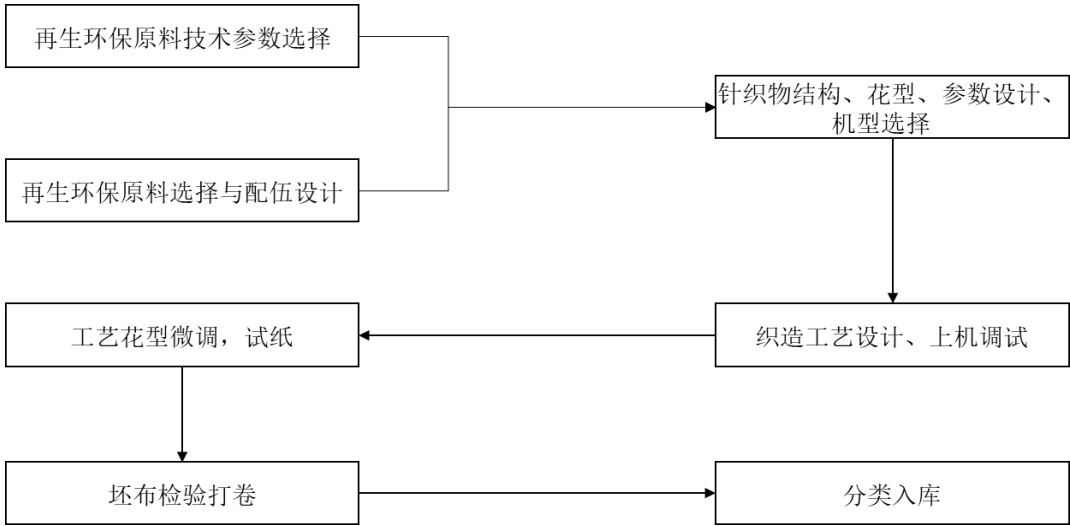 再生环保原料技术参数选择
针织物结构、花型、参数设计、
机型选择
再生环保原料选择与配伍设计
工艺花型微调，试纸
织造工艺设计、上机调试
坯布检验打卷
分类入库